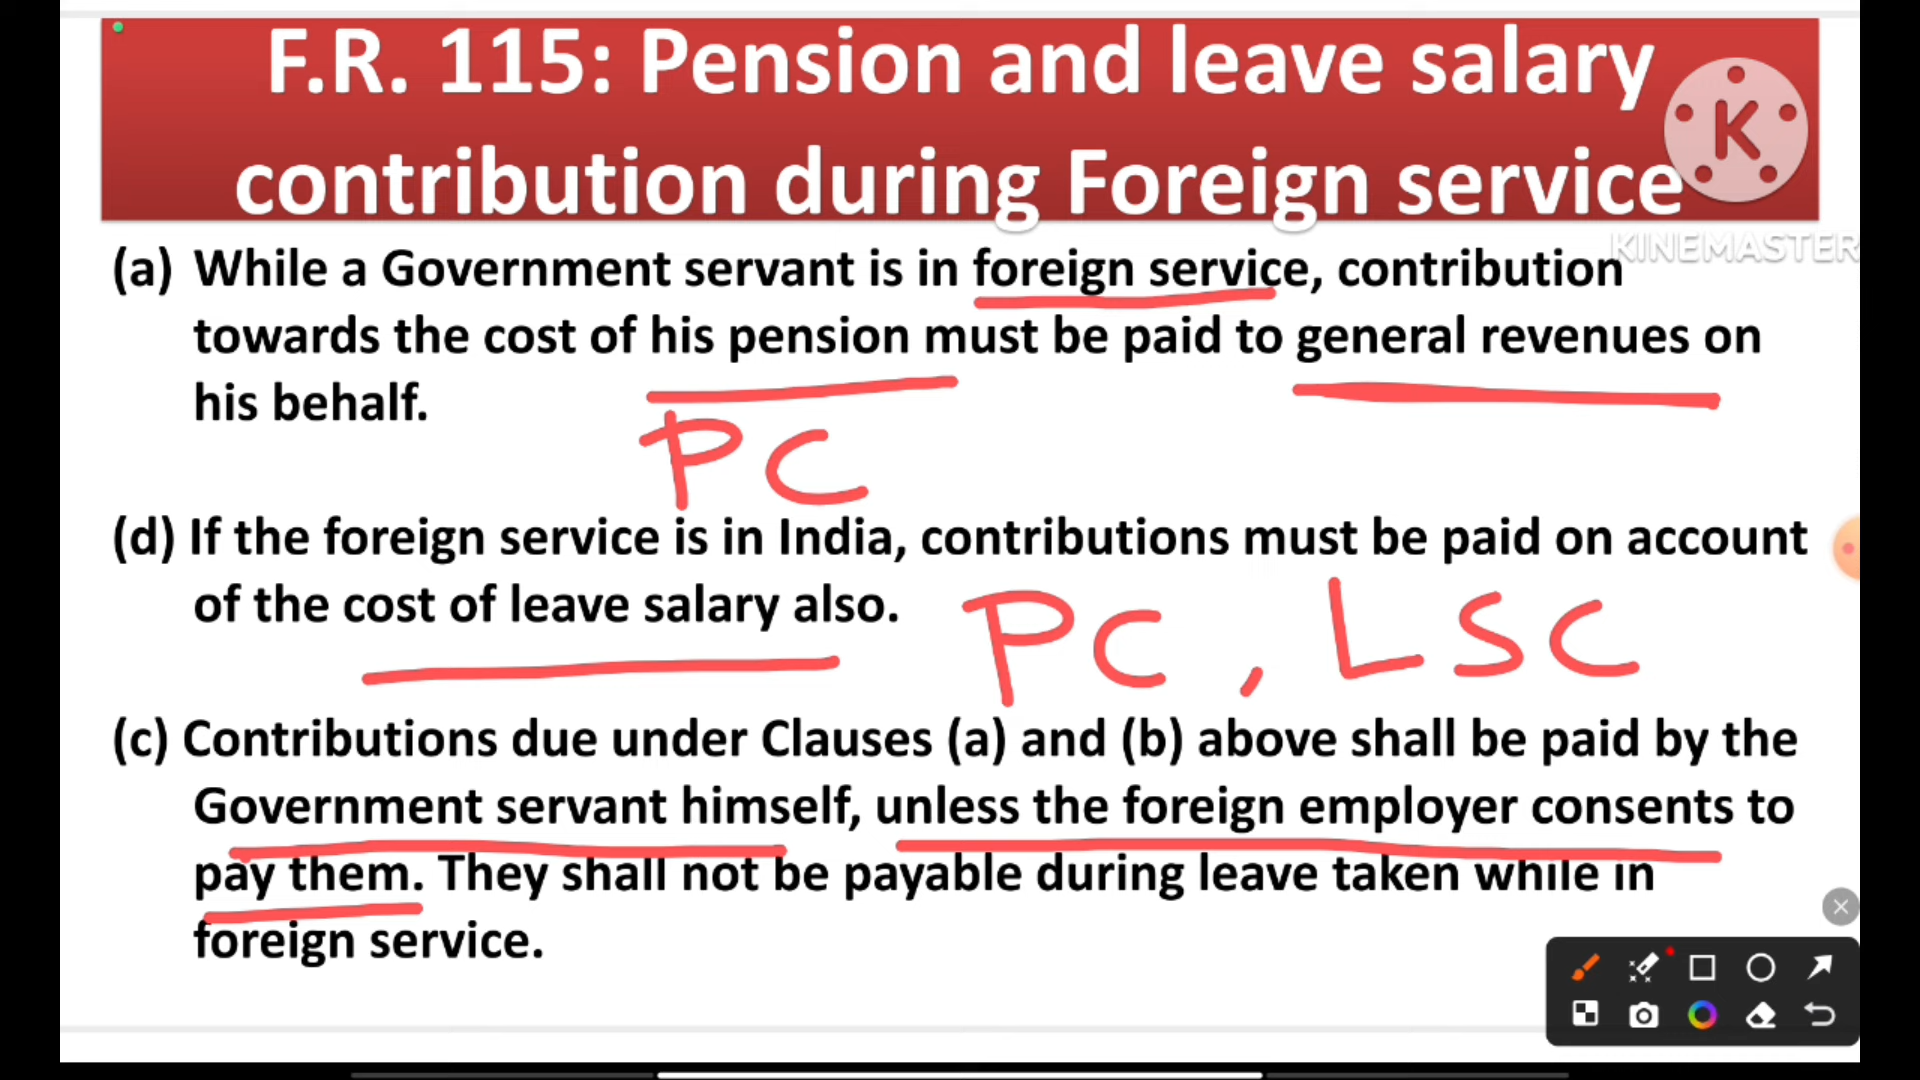 F.R. 115: Pension and leave salary
contribution during Foreign service
K
KINEMASTER
(a) While a Government servant is in foreign service, contribution
towards the cost of his pension must be paid to general revenues on
his behalf.
PC
(d) If the foreign service is in India, contributions must be paid on account
of the cost of leave salary also.
PC, LSC
(c) Contributions due under Clauses (a) and (b) above shall be paid by the
Government servant himself, unless the foreign employer consents to
pay them. They shall not be payable during leave taken while in
foreign service.